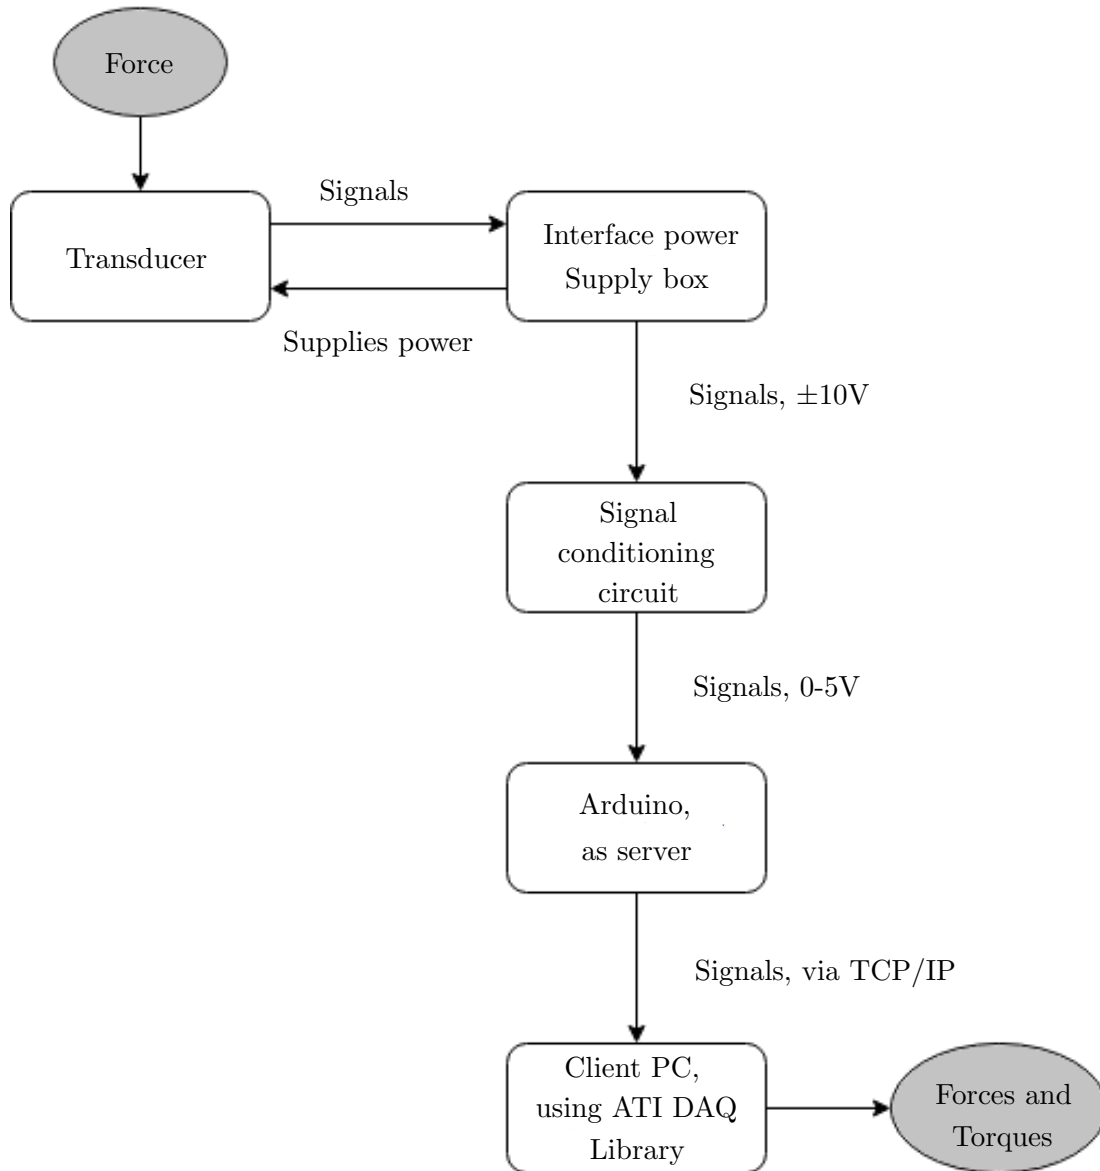 Force
Signals
Transducer
Interface power
Supply box
Supplies power
Signals, ±10V
Signal
conditioning
circuit
Signals, 0-5V
Arduino,
as server
Signals, via TCP/IP
Client PC,
using ATI DAQ
Library
Forces and
Torques